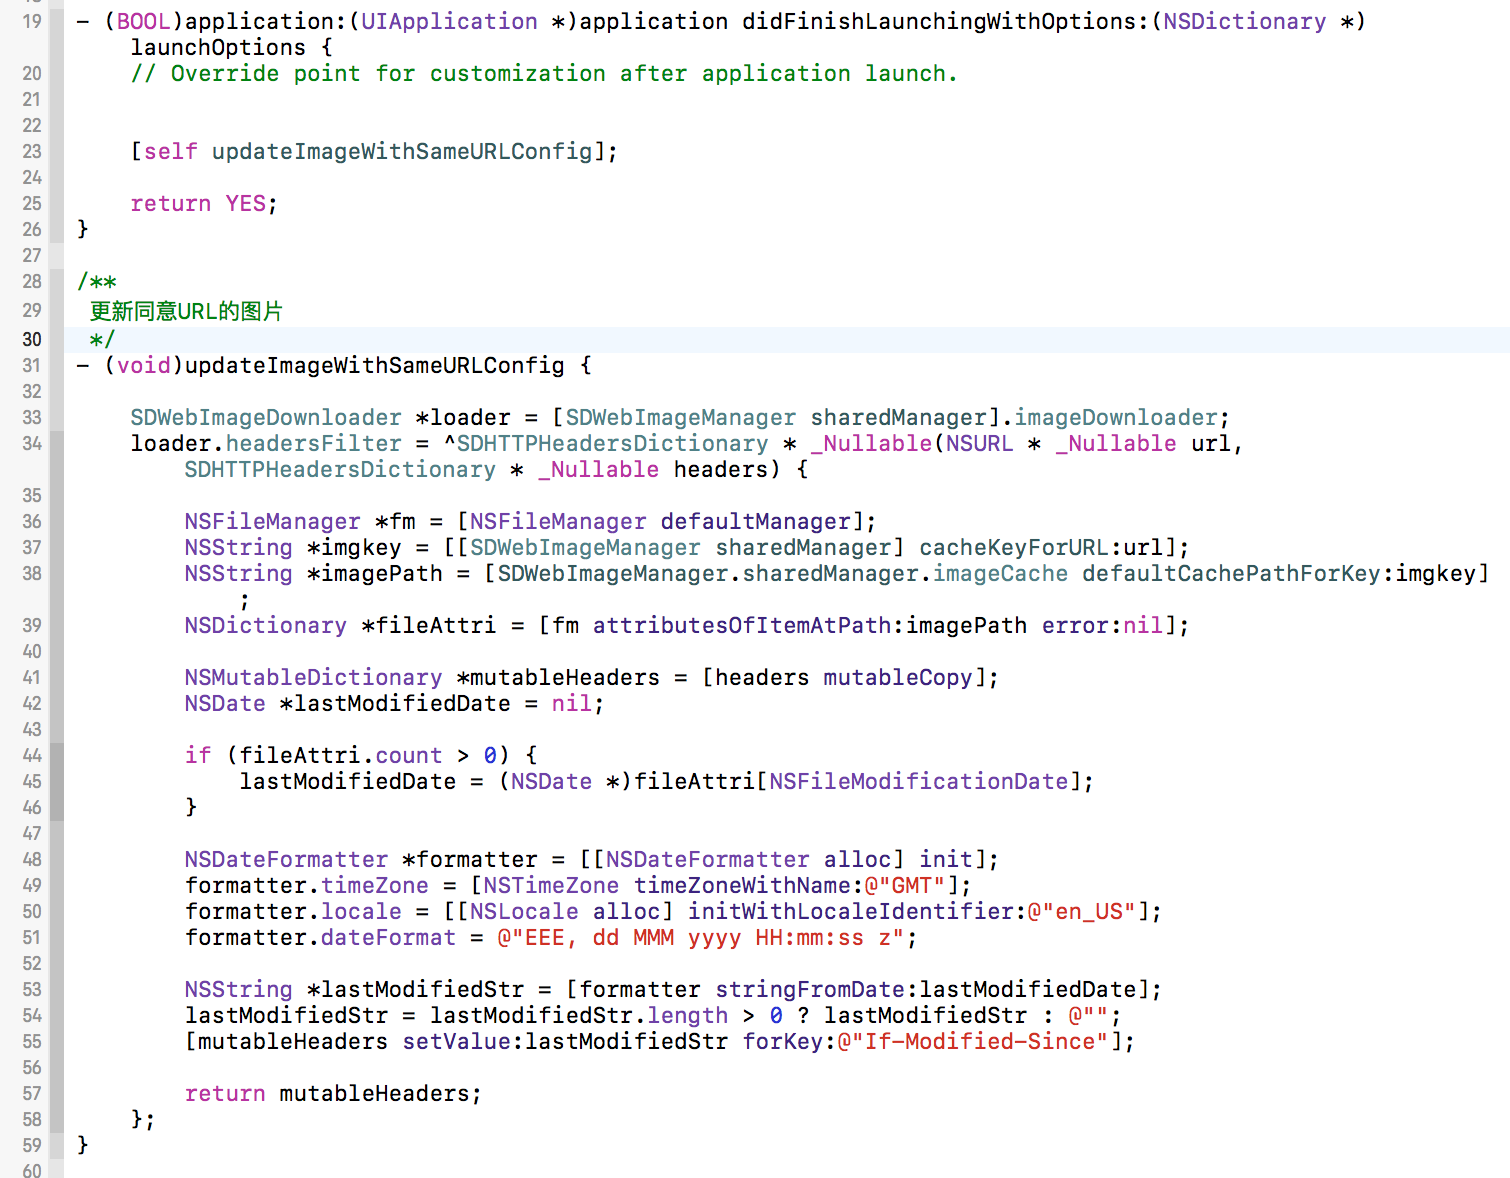 19 - (BOOL)application:(UIApplication *)application didFinishLaunchingWithOptions:(NSDictionary *)
launchOptions {
20 // Override point for customization after application launch.
21
22
23 [self updateImageWithSameURLConfig];
24
25 return YES;
26 }
27
28 /**
29 更新同意URL的图片
30 */
31 - (void)updateImageWithSameURLConfig {
32
33 SDWebImageDownloader *loader = [SDWebImageManager sharedManager].imageDownloader;
34 loader.headersFilter = ^SDHTTPHeadersDictionary * _Nullable(NSURL * _Nullable url,
SDHTTPHeadersDictionary * _Nullable headers) {
35
36 NSFileManager *fm = [NSFileManager defaultManager];
37 NSString *imgkey = [[SDWebImageManager sharedManager] cacheKeyForURL:url];
38 NSString *imagePath = [SDWebImageManager.sharedManager.imageCache defaultCachePathForKey:imgkey]
;
39 NSDictionary *fileAttri = [fm attributesOfItemAtPath:imagePath error:nil];
40
41 NSMutableDictionary *mutableHeaders = [headers mutableCopy];
42 NSDate *lastModifiedDate = nil;
43
44 if (fileAttri.count > 0) {
45 lastModifiedDate = (NSDate *)fileAttri[NSFileModificationDate];
46 }
47
48 NSDateFormatter *formatter = [[NSDateFormatter alloc] init];
49 formatter.timeZone = [NSTimeZone timeZoneWithName:@"GMT"];
50 formatter.locale = [[NSLocale alloc] initWithLocaleIdentifier:@"en_US"];
51 formatter.dateFormat = @"EEE, dd MMM yyyy HH:mm:ss z";
52
53 NSString *lastModifiedStr = [formatter stringFromDate:lastModifiedDate];
54 lastModifiedStr = lastModifiedStr.length > 0 ? lastModifiedStr : @"";
55 [mutableHeaders setValue:lastModifiedStr forKey:@"If-Modified-Since"];
56
57 return mutableHeaders;
58 };
59 }
60